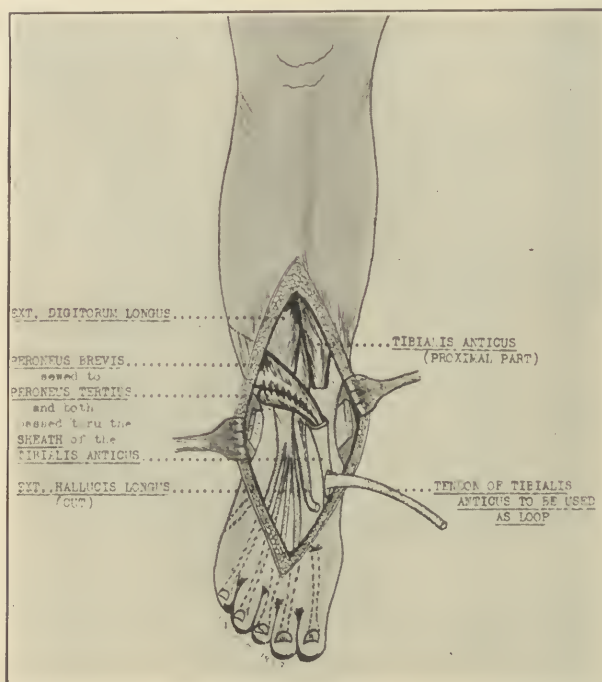 EXT. DIGITORUM LONGUS
PERONEUS BREVIS
sewed to
PERONEUS TERTIUS
and both
passed thru the
SHEATH of the
TIBIALIS ANTICUS
EXT. HALLUCIS LONGUS
(CUT)
TIBIALIS ANTICUS
(PROXIMAL PART)
TENDON OF TIBIALIS
ANTICUS TO BE USED
AS LOOP